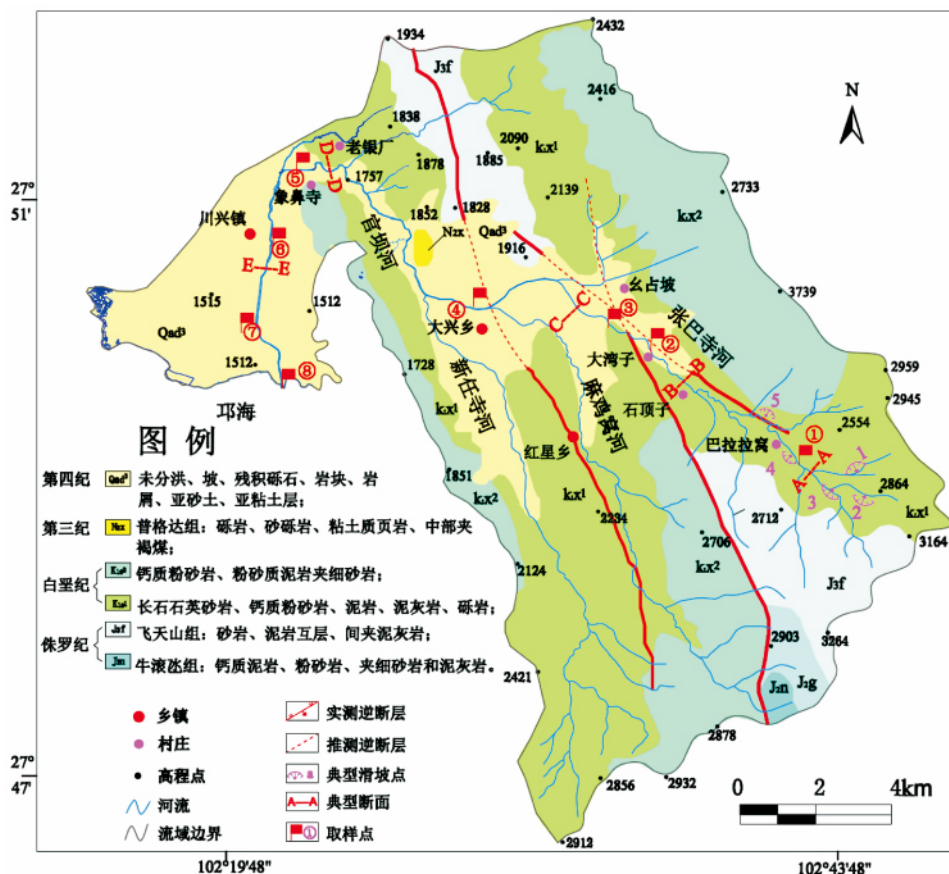 2432
1934
J₃f
2416
N
1838
2090
k₁x¹
老银厂
D
D
1878
1885
27°
51'
⑤
1757
2139
2733
象鼻寺
k₁x²
川兴镇
1852
1828
官坝河
N₂x
Qad³
⑥
1916
E
E
幺占坡
3739
1515
1512
④
C
C
③
张巴寺河
Qad³
⑦
大兴乡
②
大湾子
1512
⑧
1728
新任寺河
麻鸡窝河
B
B
2959
石顶子
2945
邛海
k₁x¹
5
2554
图 例
巴拉拉窝
①
红星乡
4
A
A
1
第四纪
Qad³
未分洪、坡、残积砾石、岩块、岩
屑、亚砂土、亚粘土层；
1851
k₁x²
k₁x¹
3
2
2864
第三纪
N₂x
普格达组：砾岩、砂砾岩、粘土质页岩、中部夹
褐煤；
2234
2712
k₁x¹
2706
3164
k₁x²
白垩纪
K₁x²
钙质粉砂岩、粉砂质泥岩夹细砂岩；
2124
K₁x¹
长石石英砂岩、钙质粉砂岩、泥岩、泥灰岩、砾岩；
J₃f
侏罗纪
J₃f
飞天山组：砂岩、泥岩互层、间夹泥灰岩；
2903
3264
J₂n
牛滚氹组：钙质泥岩、粉砂岩、夹细砂岩和泥灰岩。
2421
J₂n
J₂g
乡镇
实测逆断层
村庄
推测逆断层
2878
高程点
8
典型滑坡点
27°
47'
2856
2932
0
2
4km
河流
A
A
典型断面
流域边界
①
取样点
2912
102°19'48"
102°43'48"